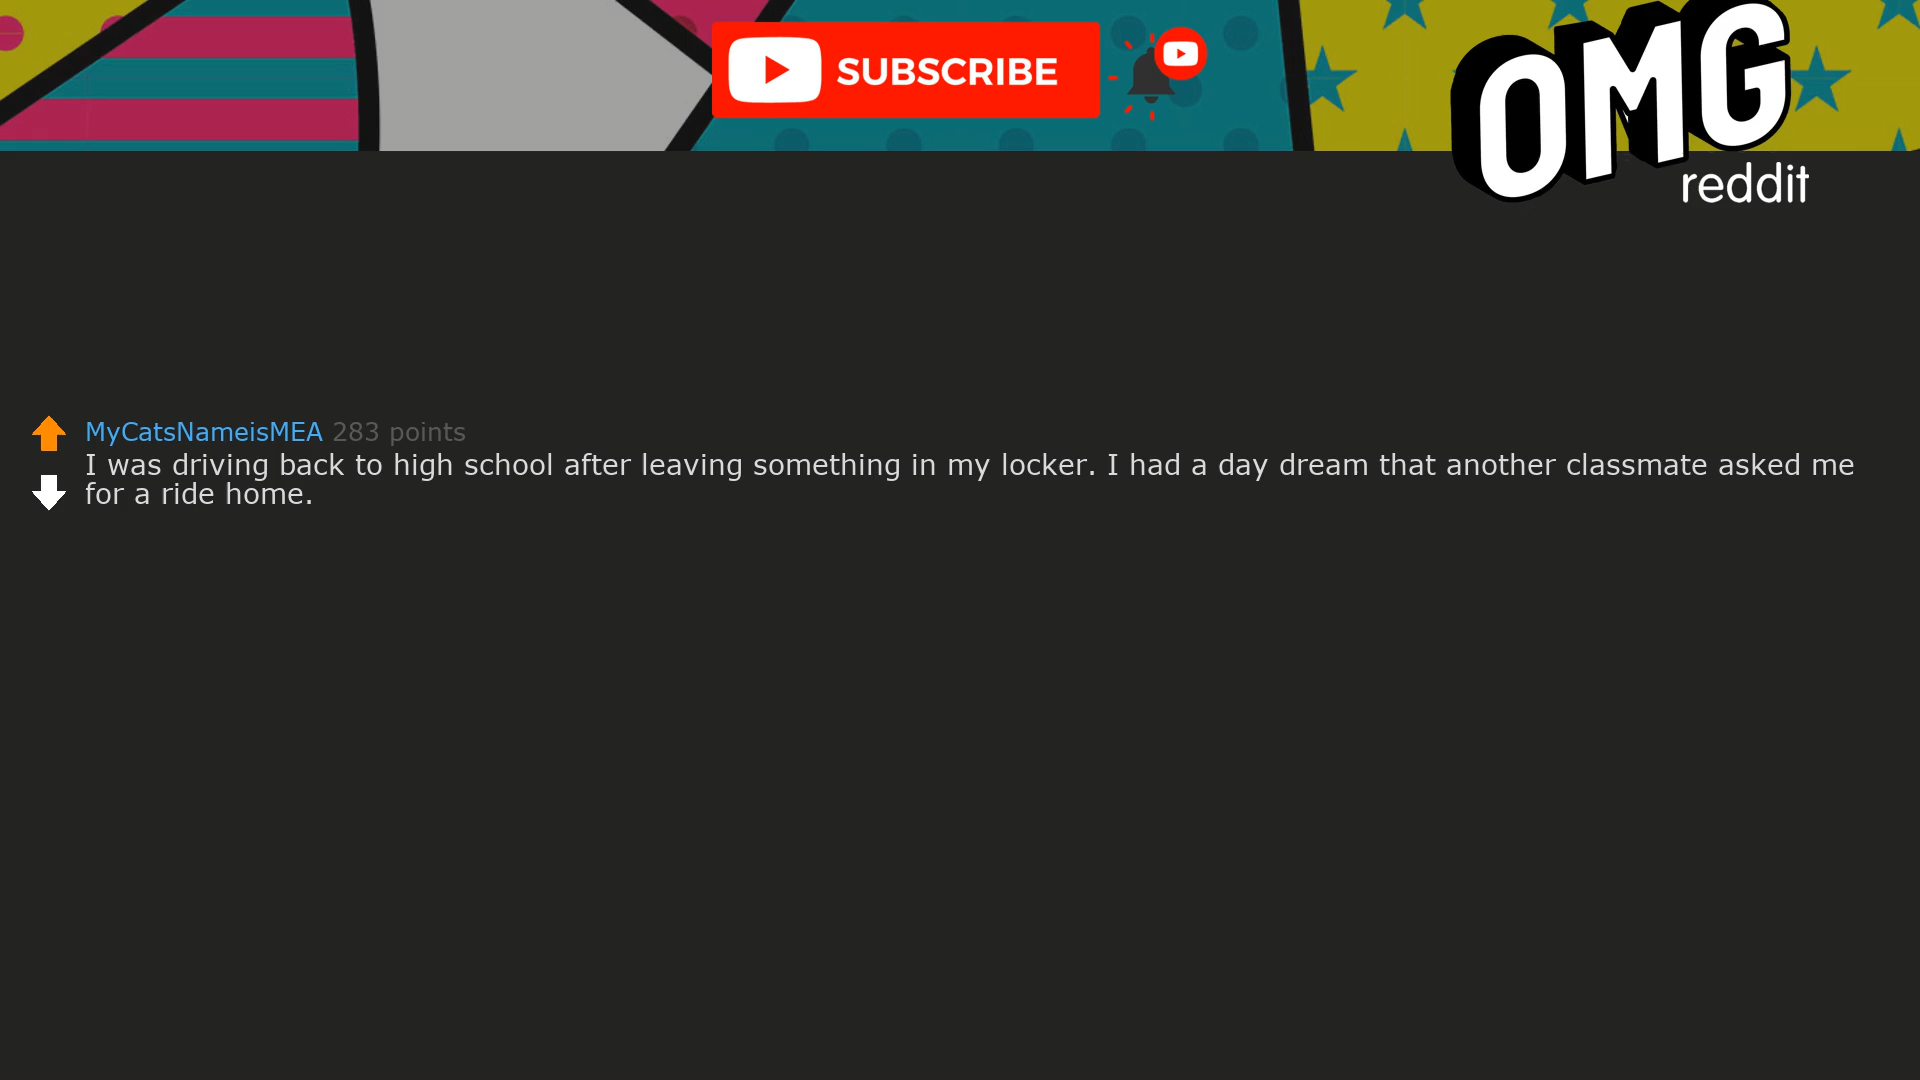 SUBSCRIBE
OMG
reddit
MyCatsNameisMEA 283 points
I was driving back to high school after leaving something in my locker. I had a day dream that another classmate asked me
for a ride home.